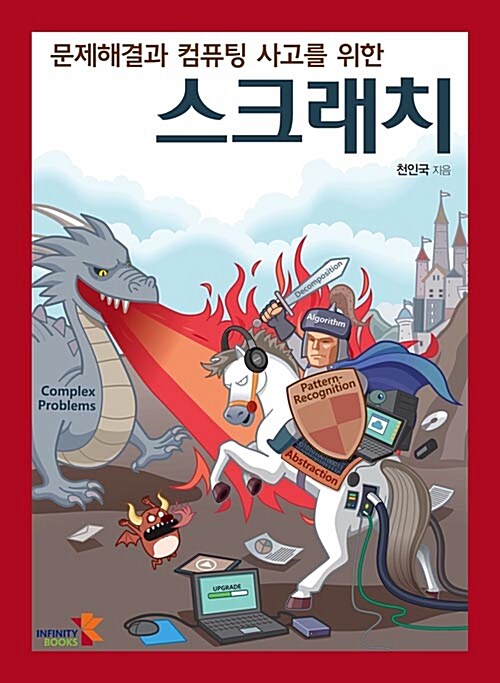 문제해결과 컴퓨팅 사고를 위한
스크래치
천인국 지음
Decomposition
Algorithm
Complex
Problems
Pattern-
Recognition
Abstraction
UPGRADE
INFINITY
BOOKS